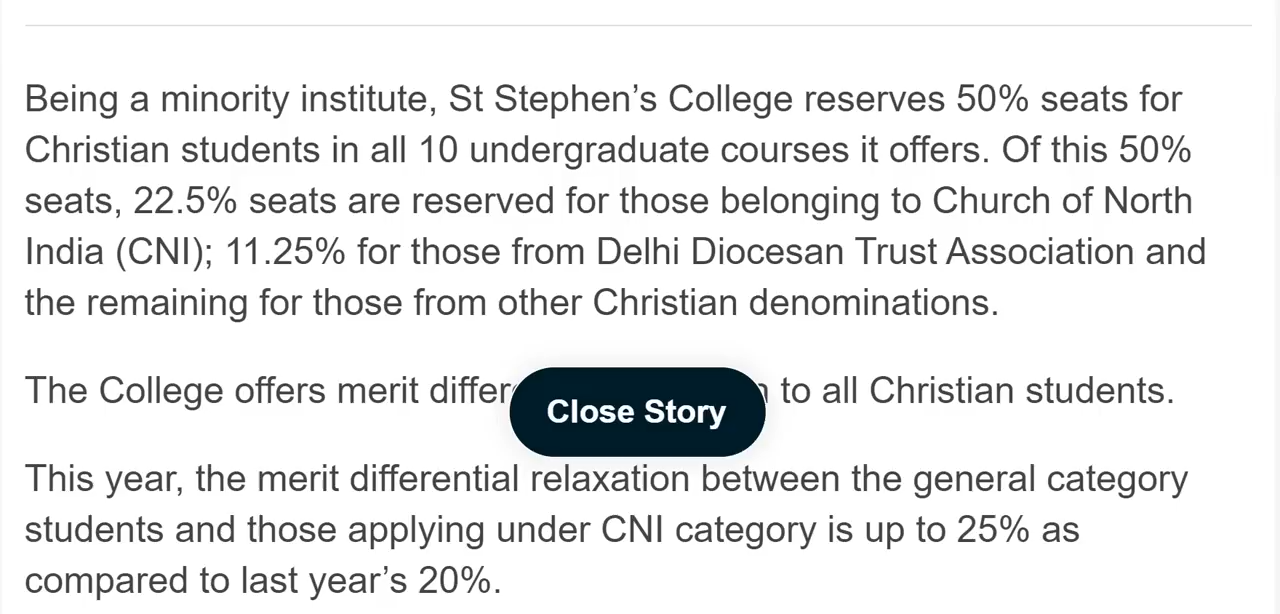 Being a minority institute, St Stephen’s College reserves 50% seats for
Christian students in all 10 undergraduate courses it offers. Of this 50%
seats, 22.5% seats are reserved for those belonging to Church of North
India (CNI); 11.25% for those from Delhi Diocesan Trust Association and
the remaining for those from other Christian denominations.
The College offers merit to all Christian students.
Close Story
This year, the merit differential relaxation between the general category
students and those applying under CNI category is up to 25% as
compared to last year’s 20%.